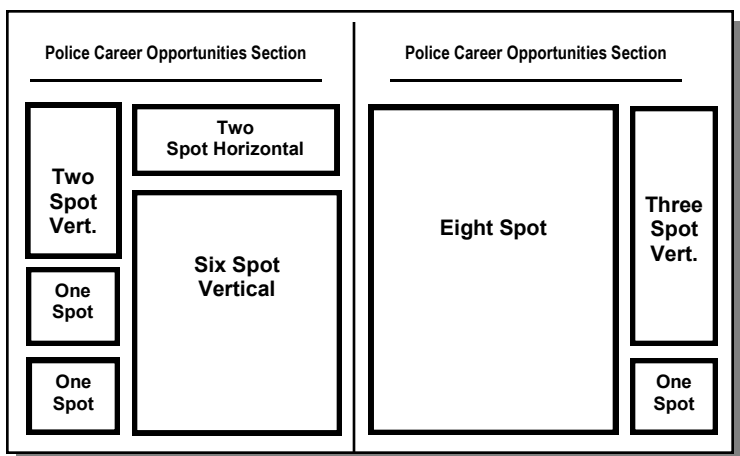 Police Career Opportunities Section
Two
Spot
Vert.
One
Spot
One
Spot
Two
Spot Horizontal
Six Spot
Vertical
Police Career Opportunities Section
Eight Spot
Three
Spot
Vert.
One
Spot